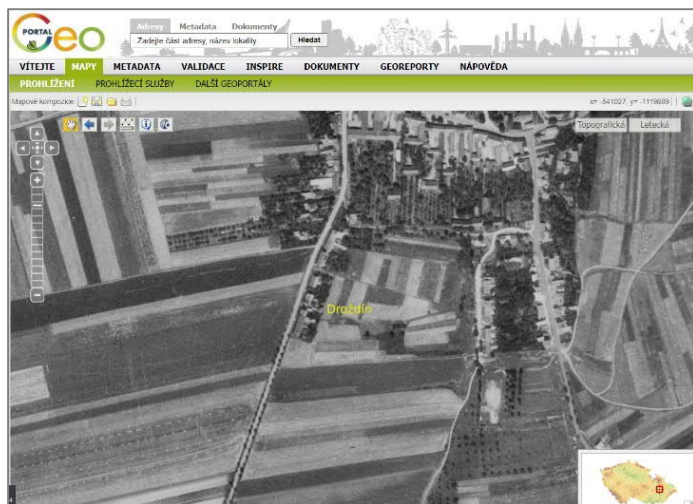 PORTAL
Geo
Adresy Metadata Dokumenty
Zadejte část adresy, název lokality Hledat
VÍTEJTE MAPY METADATA VALIDACE INSPIRE DOKUMENTY GEOREPORTY NÁPOVĚDA
PROHLÍŽENÍ PROHLÍŽECÍ SLUŽBY DALŠÍ GEOPORTÁLY
Mapové kompozice: x= -541027, y= -1119689 | |
Topografická Letecká
Droždín